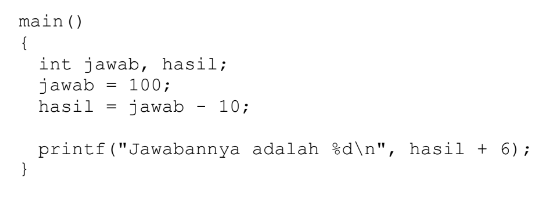 main()
{
  int jawab, hasil;
  jawab = 100;
  hasil = jawab - 10;

  printf("Jawabannya adalah %d\n", hasil + 6);
}